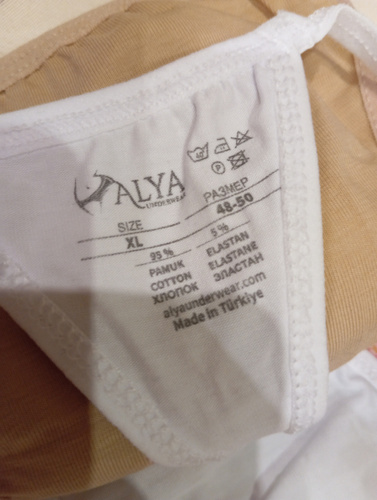 ALYA
UNDERWEAR
SIZE РАЗМЕР
XL 48-50
95 % 5 %
PAMUK ELASTAN
COTTON ELASTANE
ХЛОПОК ЭЛАСТАН
alyaunderwear.com
Made in Türkiye